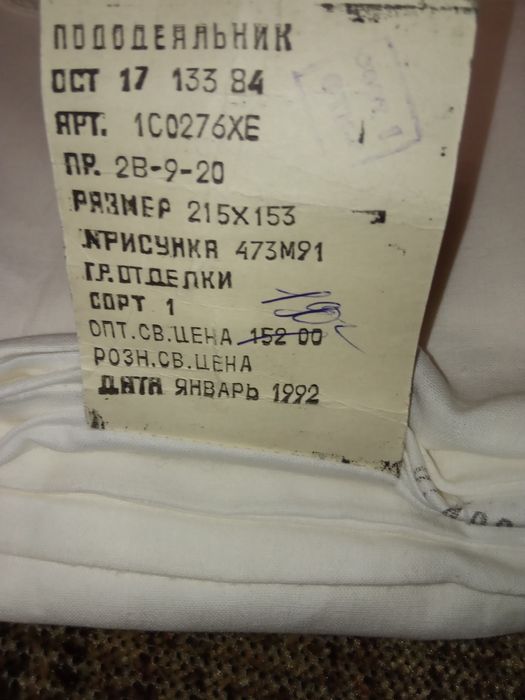 ПОДОДЕЯЛЬНИК
ОСТ 17 133 84
АРТ. 1С0276ХЕ
ПР. 2В-9-20
РАЗМЕР 215Х153
№РИСУНКА 473М91
ГР.ОТДЕЛКИ
СОРТ 1
ОПТ.СВ.ЦЕНА 152 00
РОЗН.СВ.ЦЕНА
ДАТА ЯНВАРЬ 1992